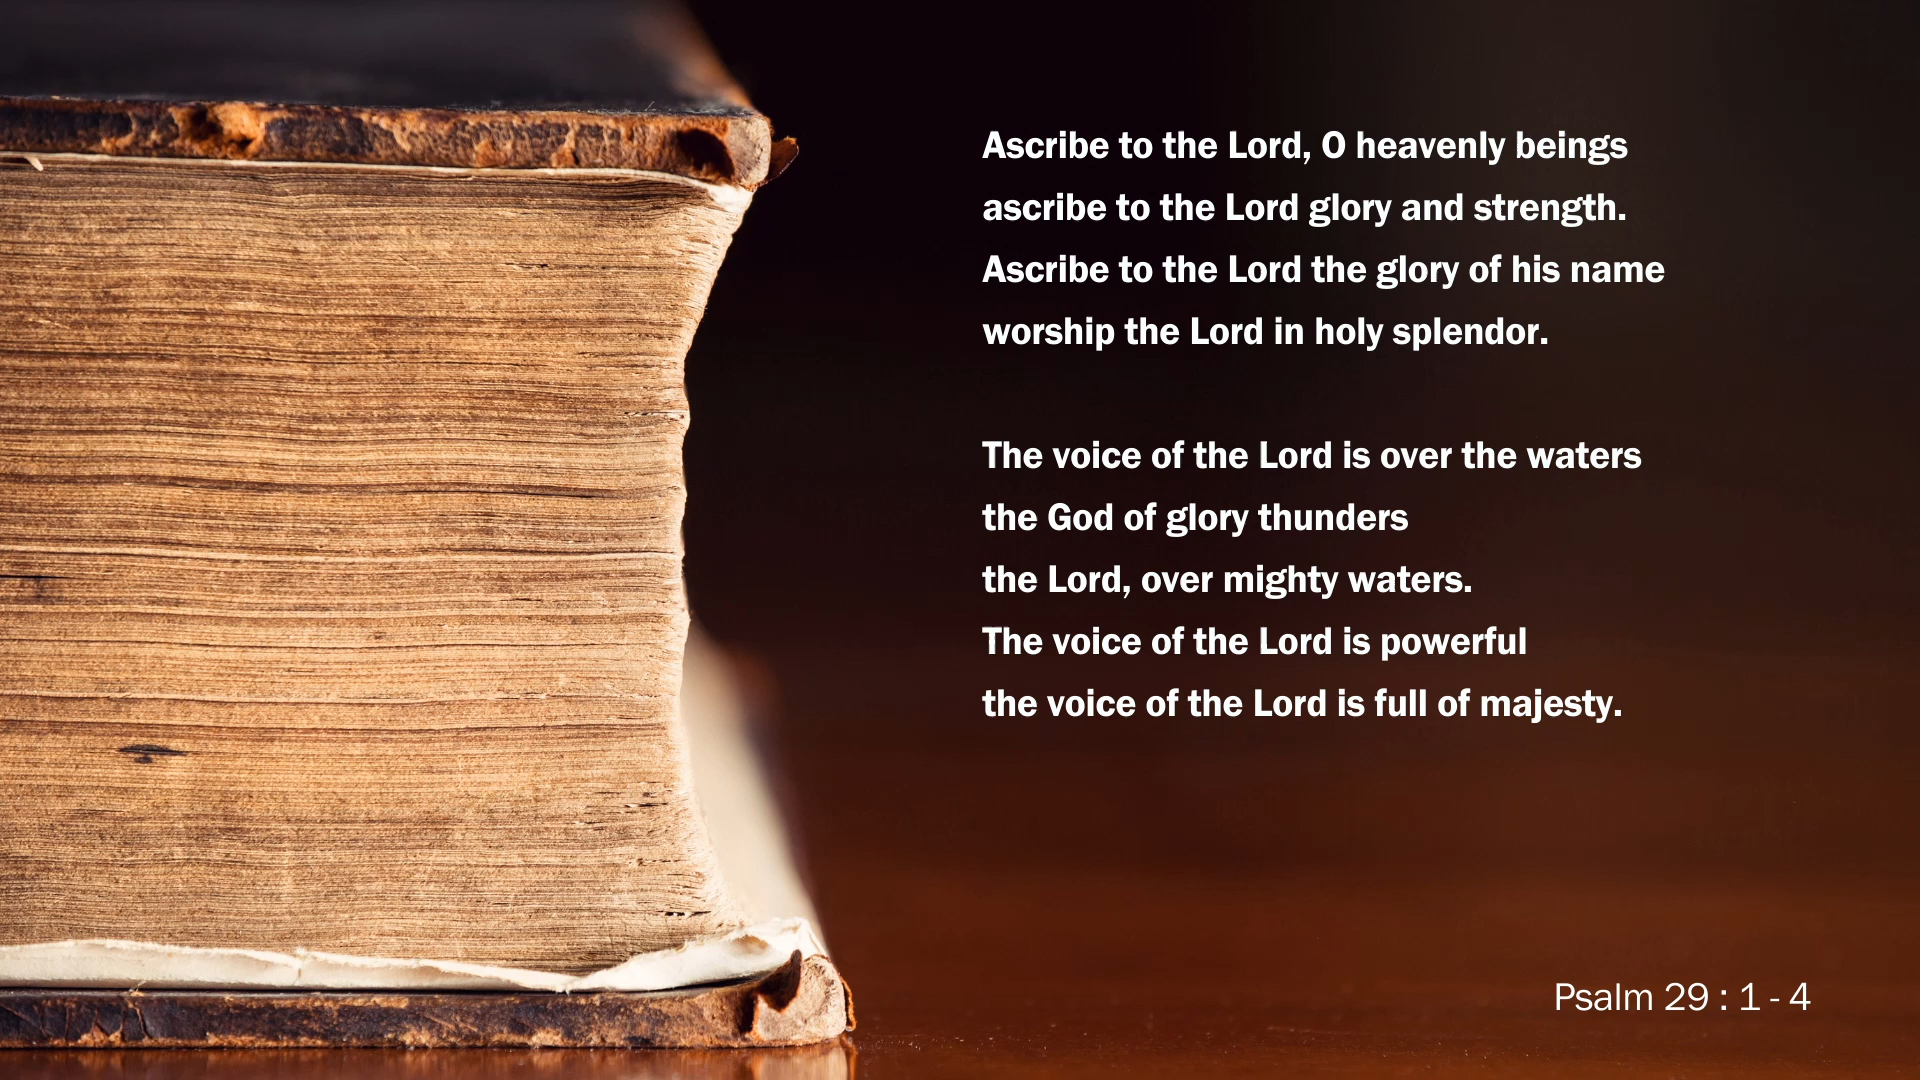 Ascribe to the Lord, O heavenly beings
ascribe to the Lord glory and strength.
Ascribe to the Lord the glory of his name
worship the Lord in holy splendor.
The voice of the Lord is over the waters
the God of glory thunders
the Lord, over mighty waters.
The voice of the Lord is powerful
the voice of the Lord is full of majesty.
Psalm 29 : 1 - 4